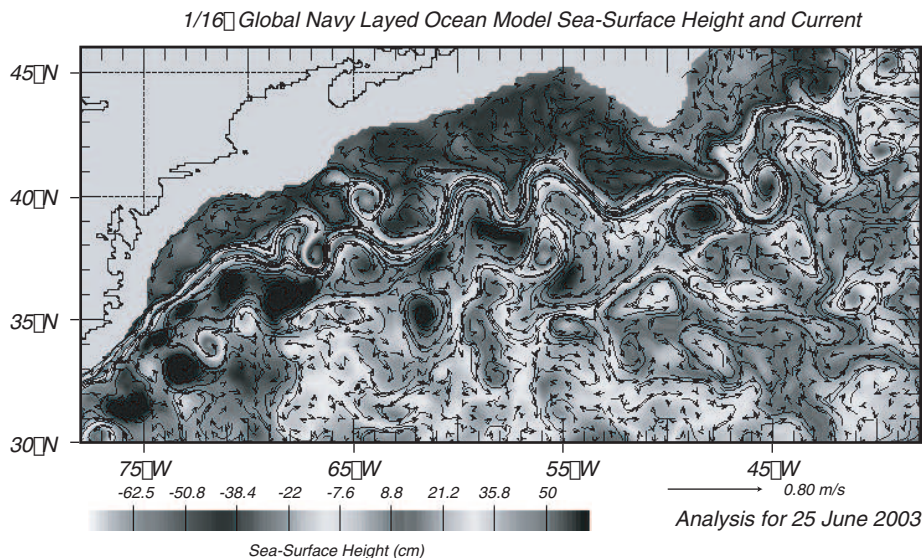 1/16□ Global Navy Layed Ocean Model Sea-Surface Height and Current
45□N
40□N
35□N
30□N
75□W 65□W 55□W 45□W
-62.5 -50.8 -38.4 -22 -7.6 8.8 21.2 35.8 50
0.80 m/s
Analysis for 25 June 2003
Sea-Surface Height (cm)